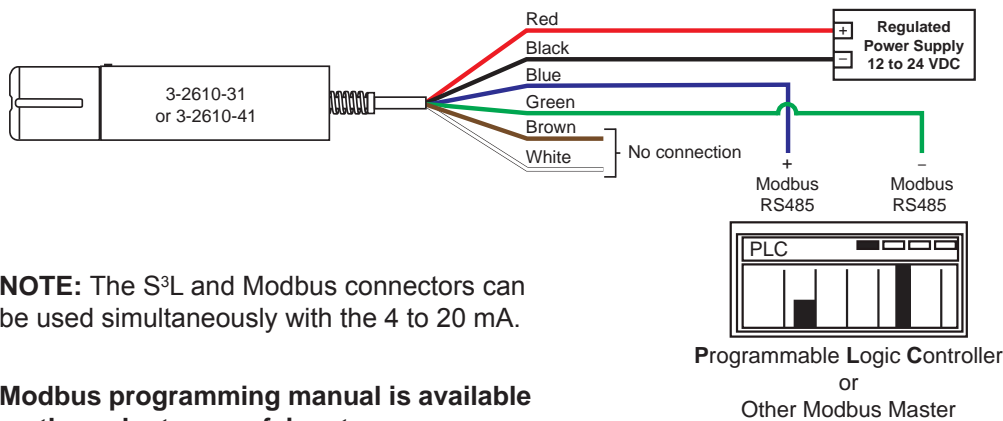 Red
Black
Blue
Green
Brown
White
No connection
+
−
Regulated
Power Supply
12 to 24 VDC
3-2610-31
or 3-2610-41
+
Modbus
RS485
−
Modbus
RS485
PLC
Programmable Logic Controller
or
Other Modbus Master
NOTE: The S³L and Modbus connectors can
be used simultaneously with the 4 to 20 mA.
Modbus programming manual is available